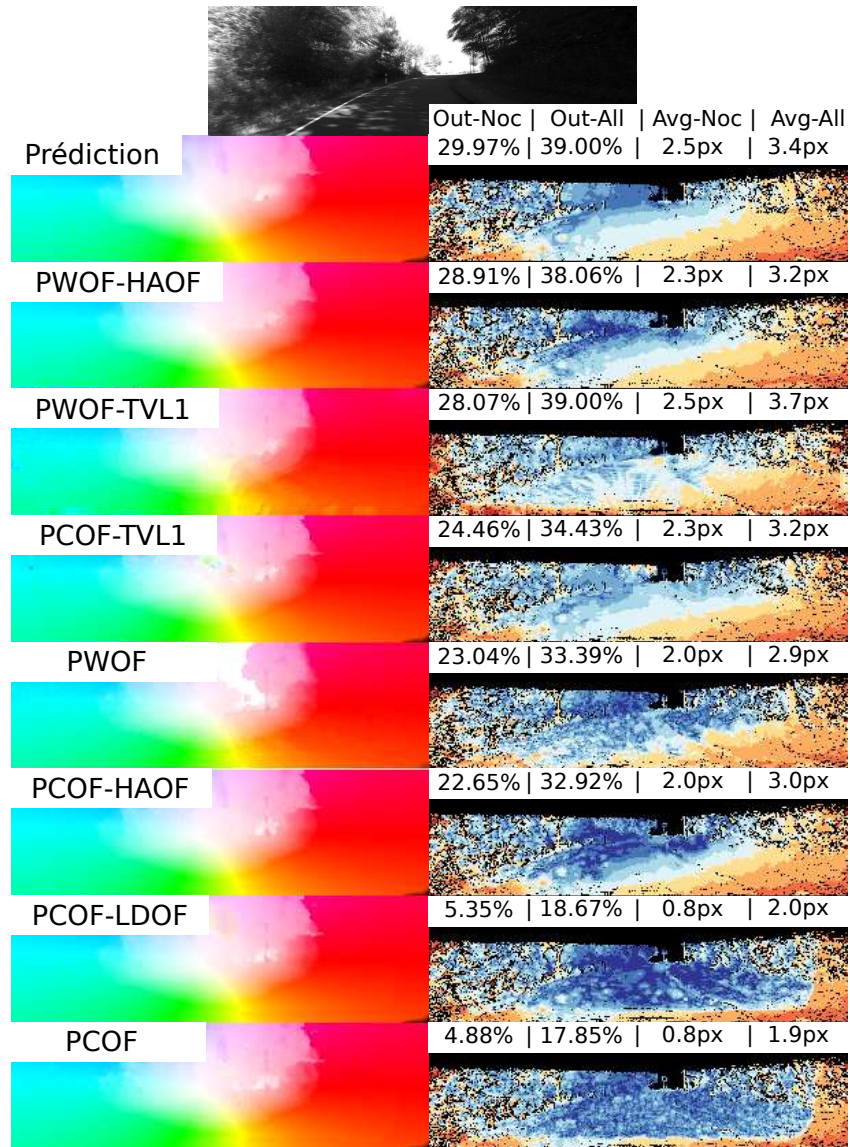 Out-Noc | Out-All | Avg-Noc | Avg-All
Prédiction 29.97% | 39.00% | 2.5px | 3.4px
PWOF-HAOF 28.91% | 38.06% | 2.3px | 3.2px
PWOF-TVL1 28.07% | 39.00% | 2.5px | 3.7px
PCOF-TVL1 24.46% | 34.43% | 2.3px | 3.2px
PWOF 23.04% | 33.39% | 2.0px | 2.9px
PCOF-HAOF 22.65% | 32.92% | 2.0px | 3.0px
PCOF-LDOF 5.35% | 18.67% | 0.8px | 2.0px
PCOF 4.88% | 17.85% | 0.8px | 1.9px